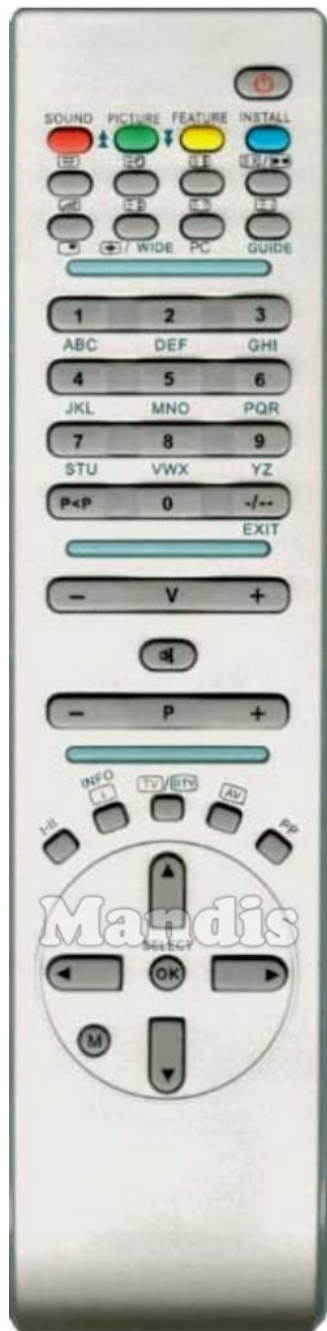 SOUND PICTURE FEATURE INSTALL
WIDE PC GUIDE
1 2 3
ABC DEF GHI
4 5 6
JKL MNO PQR
7 8 9
STU VWX YZ
P<P 0 -/--
EXIT
- V +
- P +
INFO TV/DTV AV
I-II i PP
Mandis
SELECT
OK
M